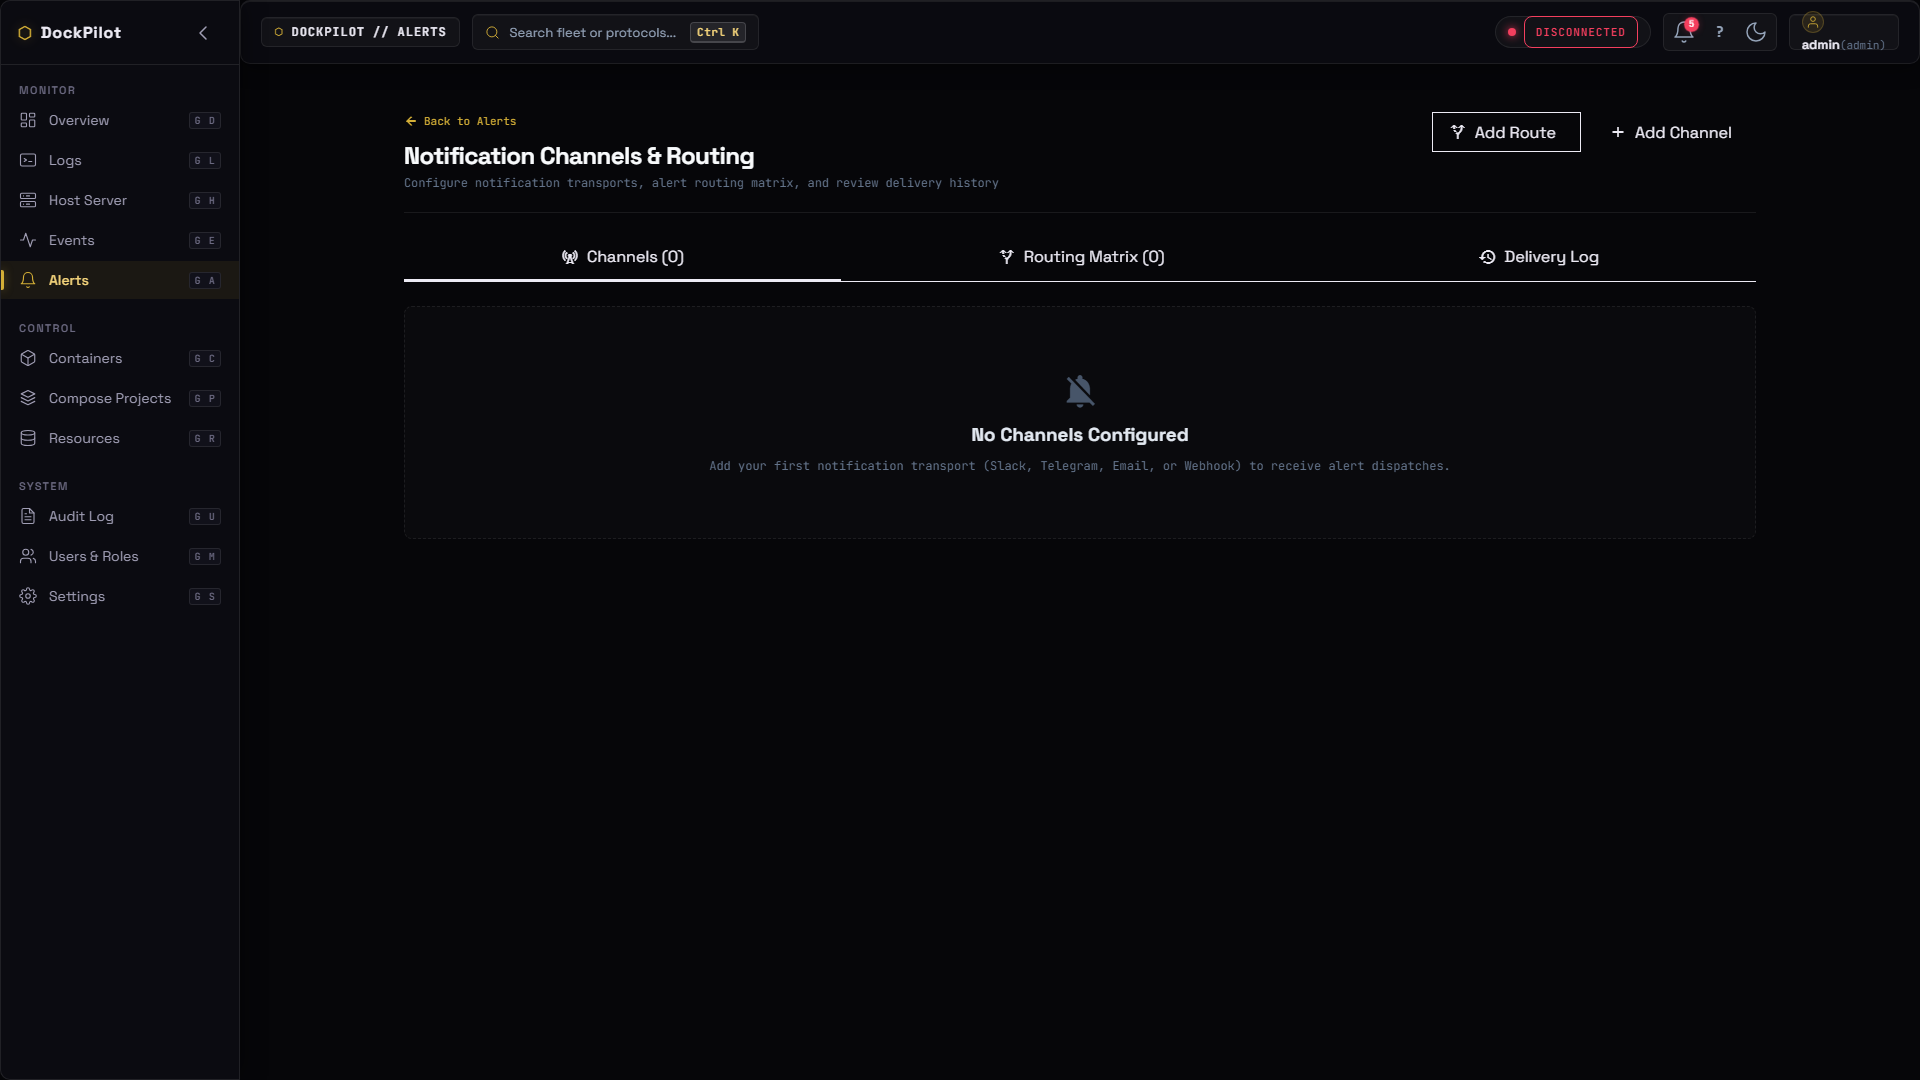 DockPilot
MONITOR
Overview G D
Logs G L
Host Server G H
Events G E
Alerts G A
CONTROL
Containers G C
Compose Projects G P
Resources G R
SYSTEM
Audit Log G U
Users & Roles G M
Settings G S
DOCKPILOT // ALERTS
Search fleet or protocols... Ctrl K
DISCONNECTED
5
?
admin(admin)
Back to Alerts
Notification Channels & Routing
Configure notification transports, alert routing matrix, and review delivery history
Add Route
+ Add Channel
Channels (0)
Routing Matrix (0)
Delivery Log
No Channels Configured
Add your first notification transport (Slack, Telegram, Email, or Webhook) to receive alert dispatches.